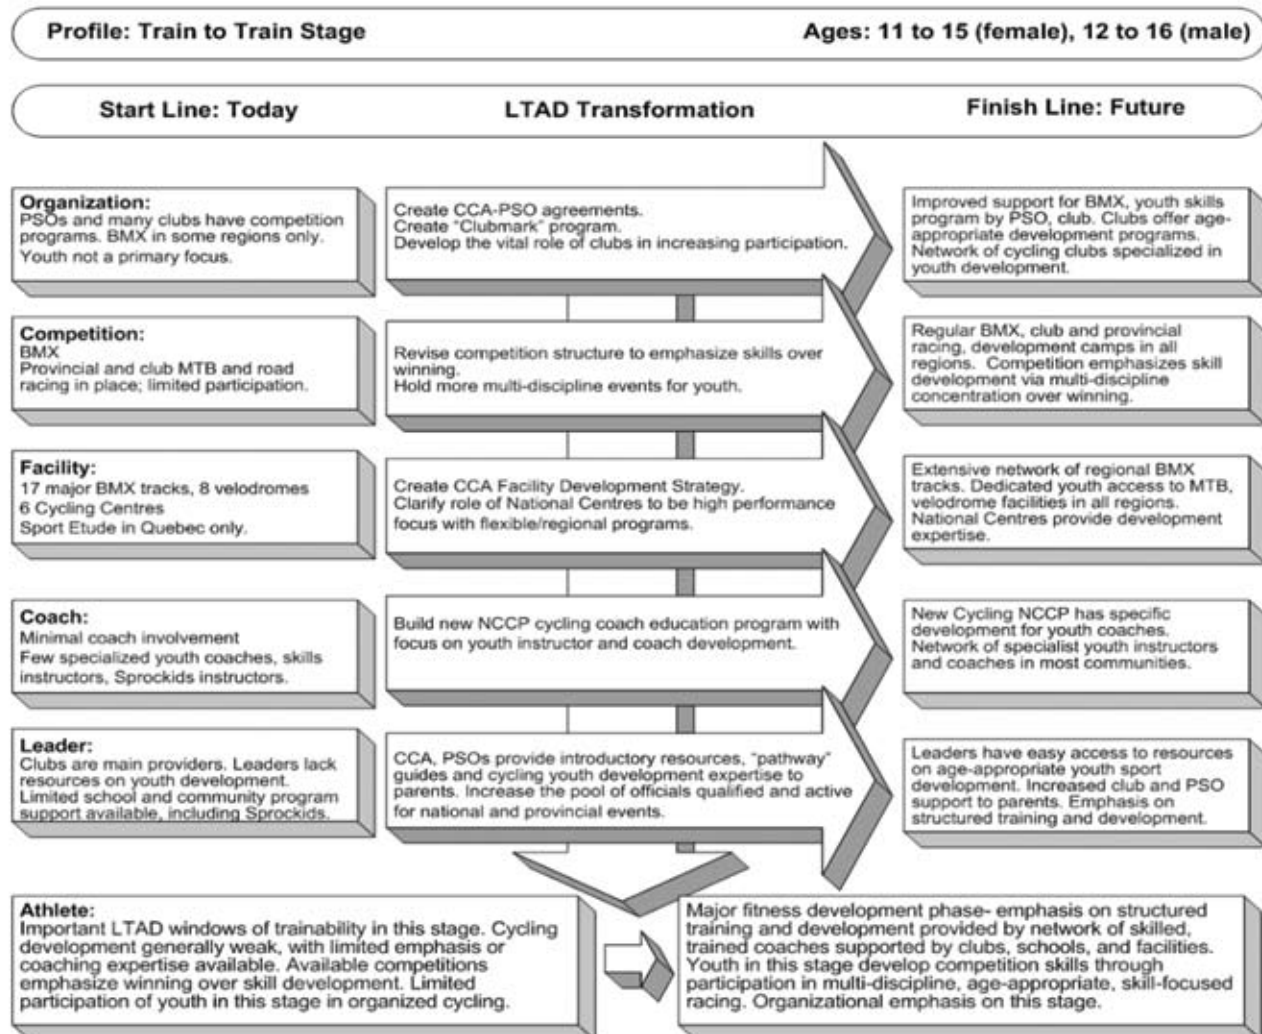 Profile: Train to Train Stage
Ages: 11 to 15 (female), 12 to 16 (male)
Start Line: Today
LTAD Transformation
Finish Line: Future
Organization:
PSOs and many clubs have competition
programs. BMX in some regions only.
Youth not a primary focus.
Create CCA-PSO agreements.
Create "Clubmark" program.
Develop the vital role of clubs in increasing participation.
Improved support for BMX, youth skills
program by PSO, club. Clubs offer age-
appropriate development programs.
Network of cycling clubs specialized in
youth development.
Competition:
BMX
Provincial and club MTB and road
racing in place; limited participation.
Revise competition structure to emphasize skills over
winning.
Hold more multi-discipline events for youth.
Regular BMX, club and provincial
racing, development camps in all
regions. Competition emphasizes skill
development via multi-discipline
concentration over winning.
Facility:
17 major BMX tracks, 8 velodromes
6 Cycling Centres
Sport Etude in Quebec only.
Create CCA Facility Development Strategy.
Clarify role of National Centres to be high performance
focus with flexible/regional programs.
Extensive network of regional BMX
tracks. Dedicated youth access to MTB,
velodrome facilities in all regions.
National Centres provide development
expertise.
Coach:
Minimal coach involvement
Few specialized youth coaches, skills
instructors, Sprockids instructors.
Build new NCCP cycling coach education program with
focus on youth instructor and coach development.
New Cycling NCCP has specific
development for youth coaches.
Network of specialist youth instructors
and coaches in most communities.
Leader:
Clubs are main providers. Leaders lack
resources on youth development.
Limited school and community program
support available, including Sprockids.
CCA, PSOs provide introductory resources, "pathway"
guides and cycling youth development expertise to
parents. Increase the pool of officials qualified and active
for national and provincial events.
Leaders have easy access to resources
on age-appropriate youth sport
development. Increased club and PSO
support to parents. Emphasis on
structured training and development.
Athlete:
Important LTAD windows of trainability in this stage. Cycling
development generally weak, with limited emphasis or
coaching expertise available. Available competitions
emphasize winning over skill development. Limited
participation of youth in this stage in organized cycling.
Major fitness development phase- emphasis on structured
training and development provided by network of skilled,
trained coaches supported by clubs, schools, and facilities.
Youth in this stage develop competition skills through
participation in multi-discipline, age-appropriate, skill-focused
racing. Organizational emphasis on this stage.